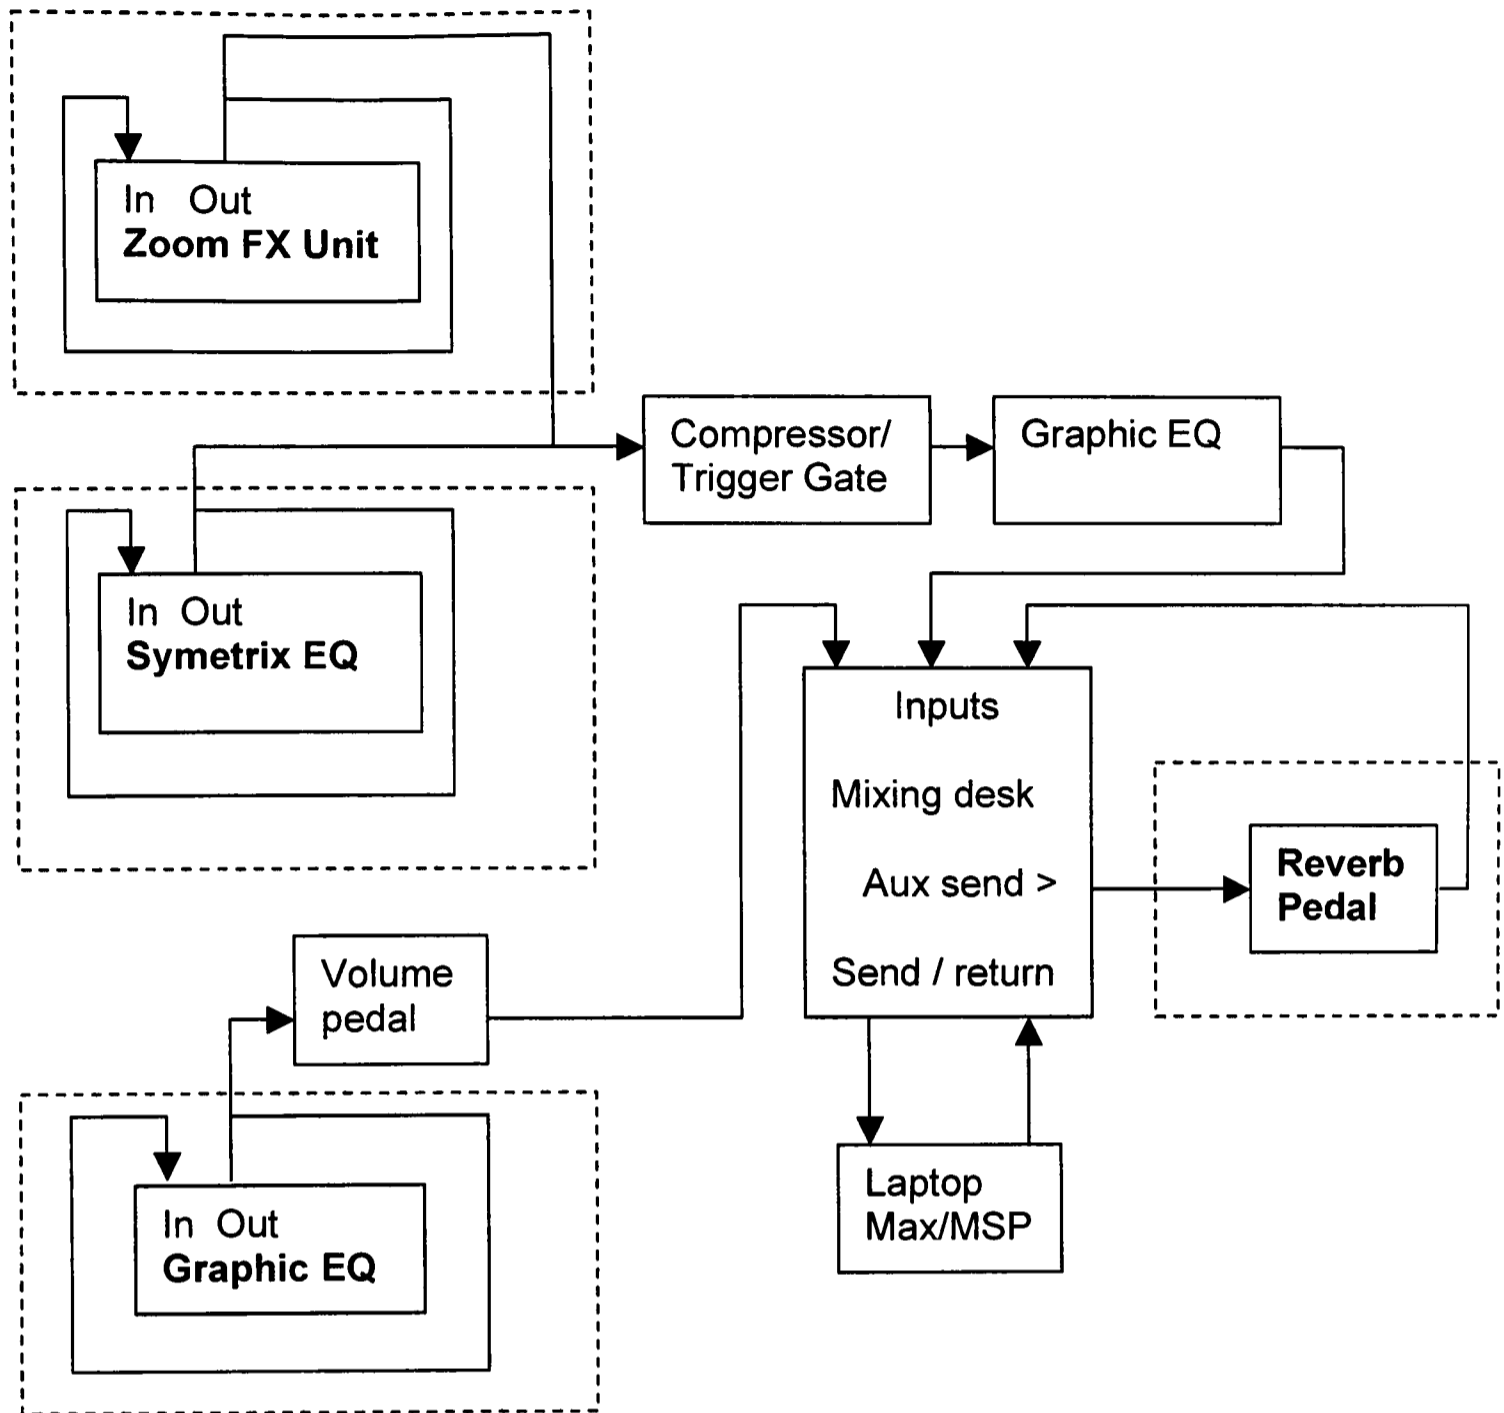 In Out
Zoom FX Unit
Compressor/
Trigger Gate
Graphic EQ
In Out
Symetrix EQ
Inputs
Mixing desk
Aux send >
Send / return
Reverb
Pedal
Volume
pedal
In Out
Graphic EQ
Laptop
Max/MSP